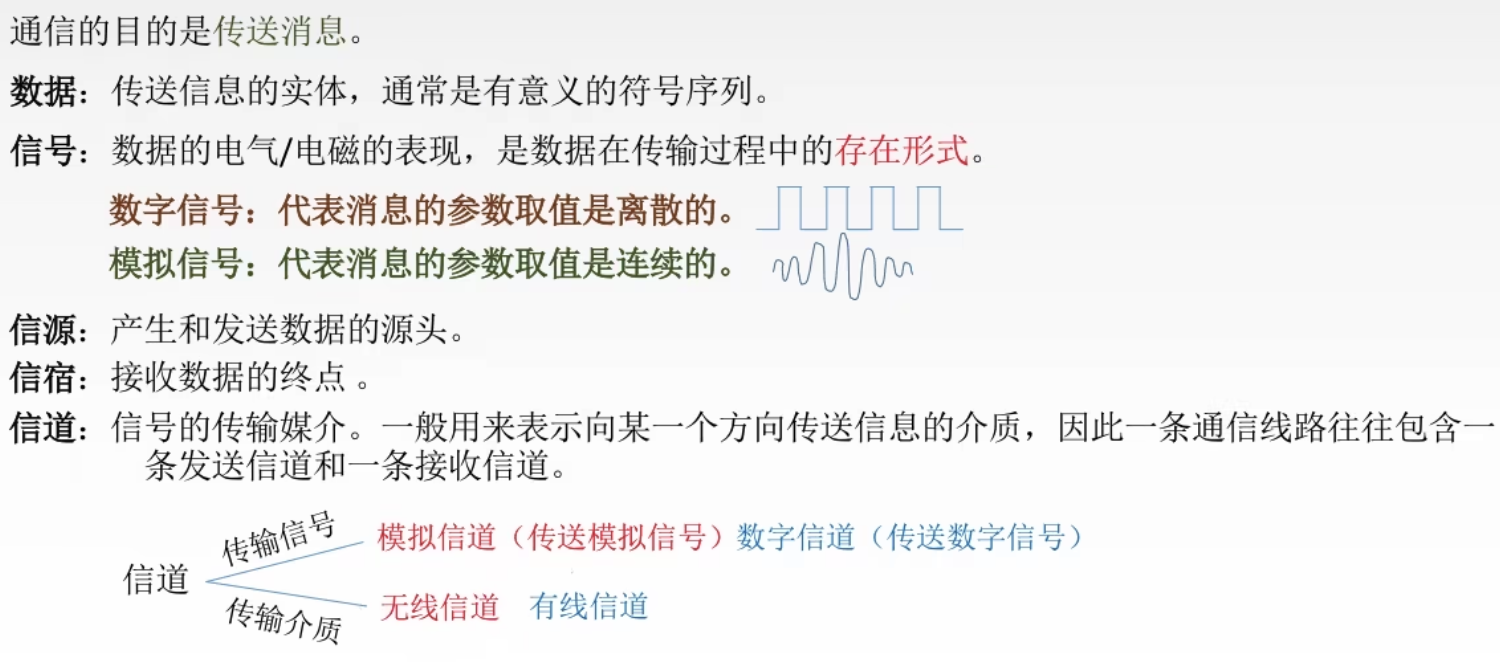 通信的目的是传送消息。
数据：传送信息的实体，通常是有意义的符号序列。
信号：数据的电气/电磁的表现，是数据在传输过程中的存在形式。
数字信号：代表消息的参数取值是离散的。
模拟信号：代表消息的参数取值是连续的。
信源：产生和发送数据的源头。
信宿：接收数据的终点 。
信道：信号的传输媒介。一般用来表示向某一个方向传送信息的介质，因此一条通信线路往往包含一
条发送信道和一条接收信道。
传输信号
模拟信道（传送模拟信号）数字信道（传送数字信号）
信道
传输介质
无线信道 有线信道